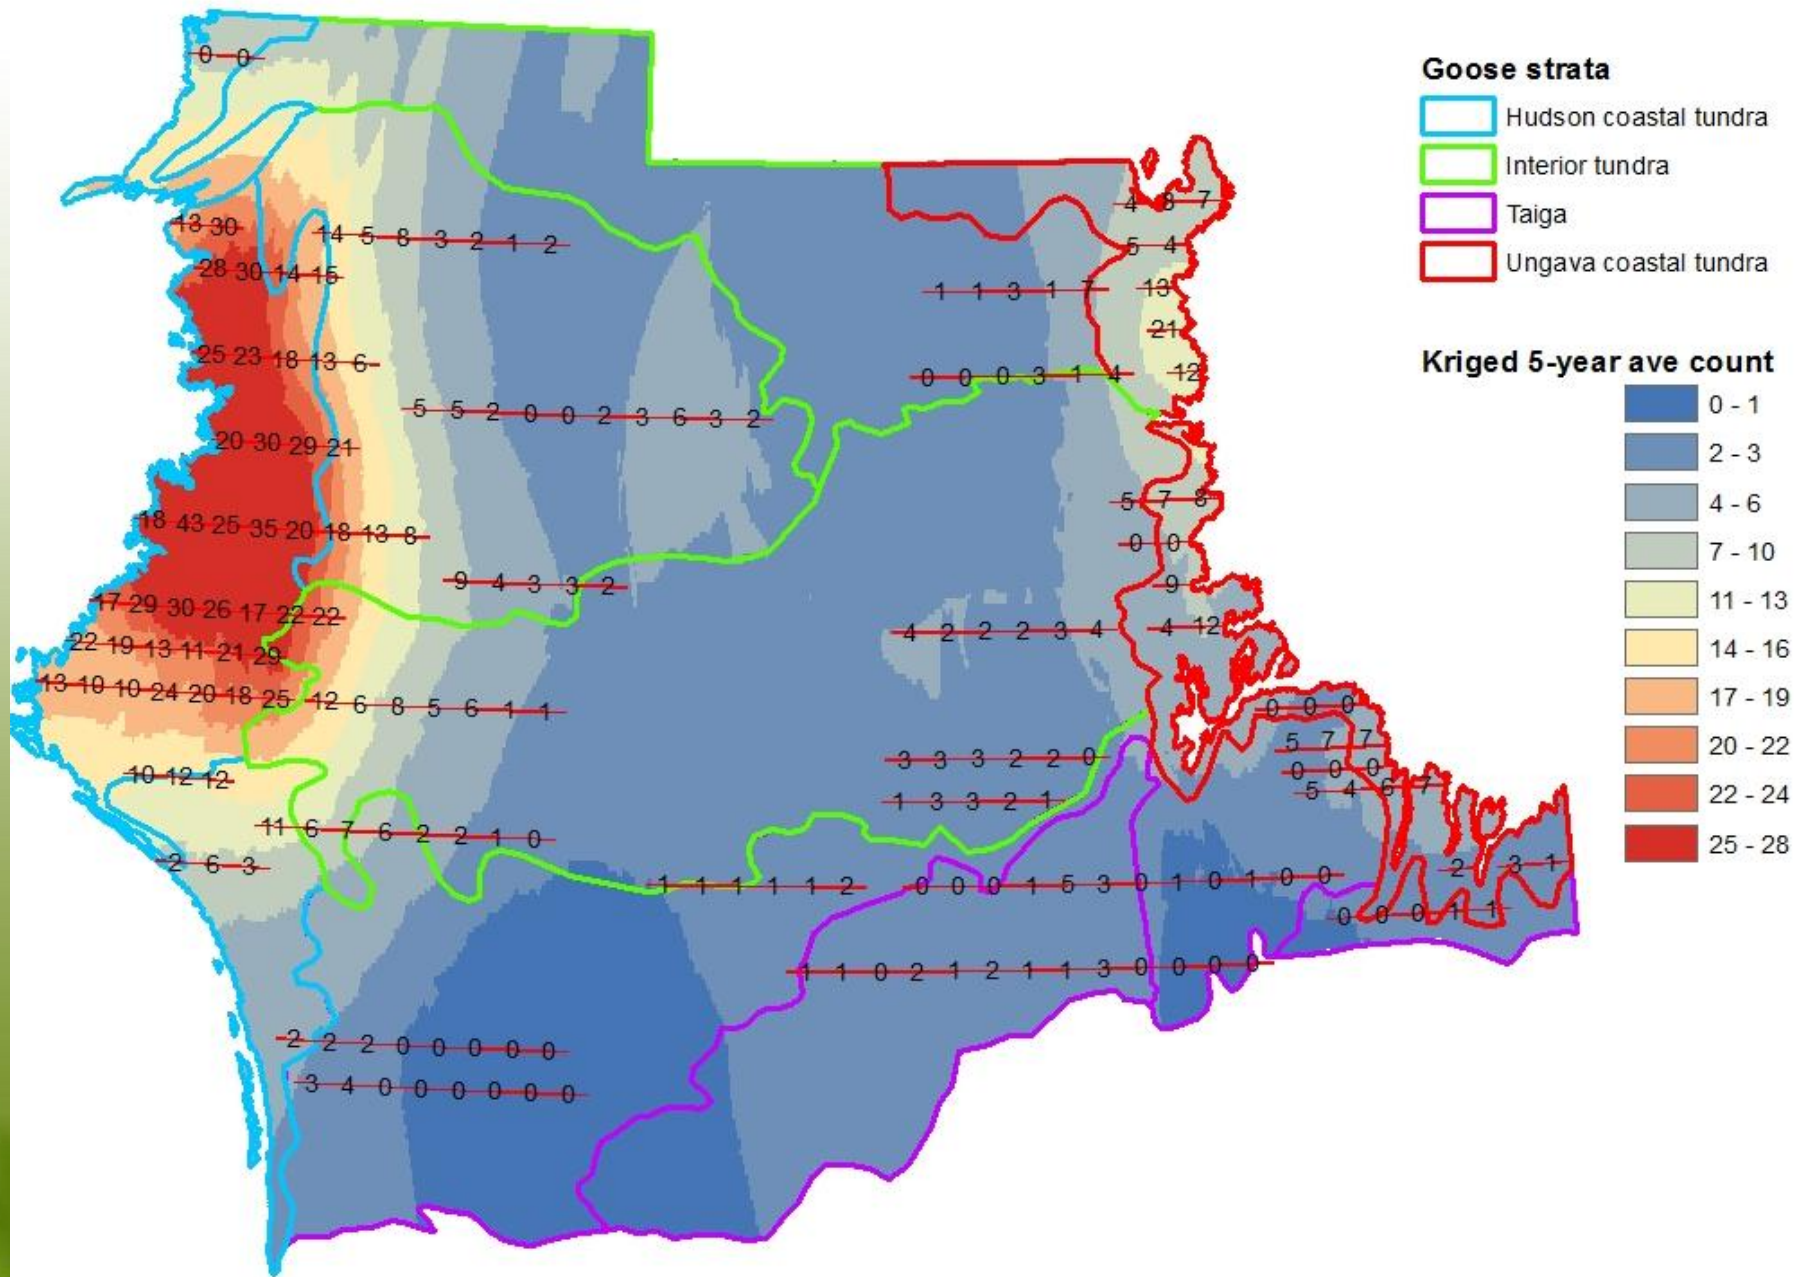 Goose strata
Hudson coastal tundra
Interior tundra
Taiga
Ungava coastal tundra
Kriged 5-year ave count
0 - 1
2 - 3
4 - 6
7 - 10
11 - 13
14 - 16
17 - 19
20 - 22
22 - 24
25 - 28
0 0
4 8 7
13 30
14 5 8 3 2 1 2
5 4
28 30 14 15
1 1 3 1 7
13
21
25 23 18 13 6
0 0 0 3 1 4
12
5 5 2 0 0 2 3 6 3 2
20 30 29 21
5 7 8
18 43 25 35 20 18 13 8
0 0
9 4 3 3 2
9
17 29 30 26 17 22 22
4 2 2 2 3 4
4 12
22 19 13 11 21 29
13 10 10 24 20 18 25
12 6 8 5 6 1 1
0 0 0
5 7 7
3 3 3 2 2 0
10 12 12
0 0 0
5 4 6 7
1 3 3 2 1
11 6 7 6 2 2 1 0
2 6 3
2 3 1
1 1 1 1 1 2
0 0 0 1 5 3 0 1 0 1 0 0
0 0 0 1 1
1 1 0 2 1 2 1 1 3 0 0 0 0
2 2 2 0 0 0 0 0
3 4 0 0 0 0 0 0